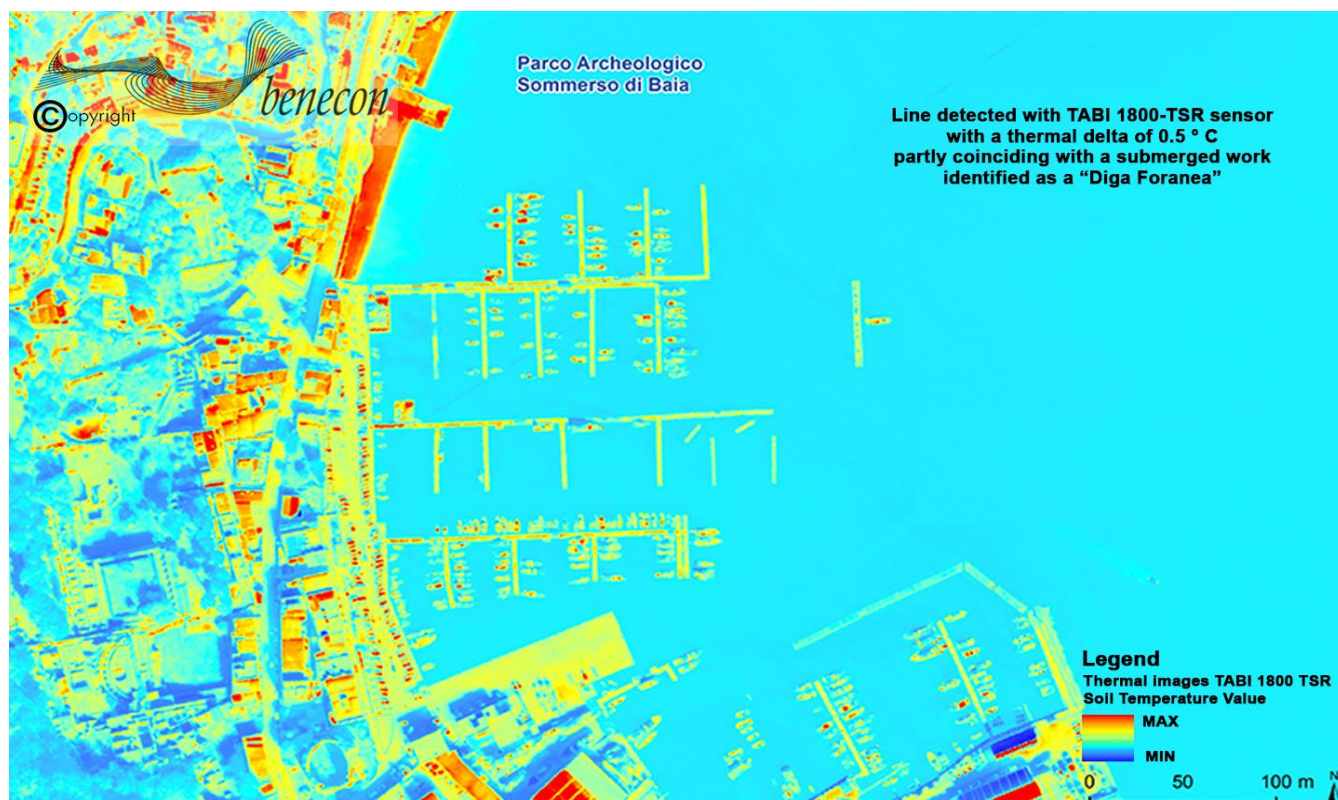 benecon
©opyright
Parco Archeologico
Sommerso di Baia
Line detected with TABI 1800-TSR sensor
with a thermal delta of 0.5 ° C
partly coinciding with a submerged work
identified as a “Diga Foranea”
Legend
Thermal images TABI 1800 TSR
Soil Temperature Value
MAX
MIN
0 50 100 m
N